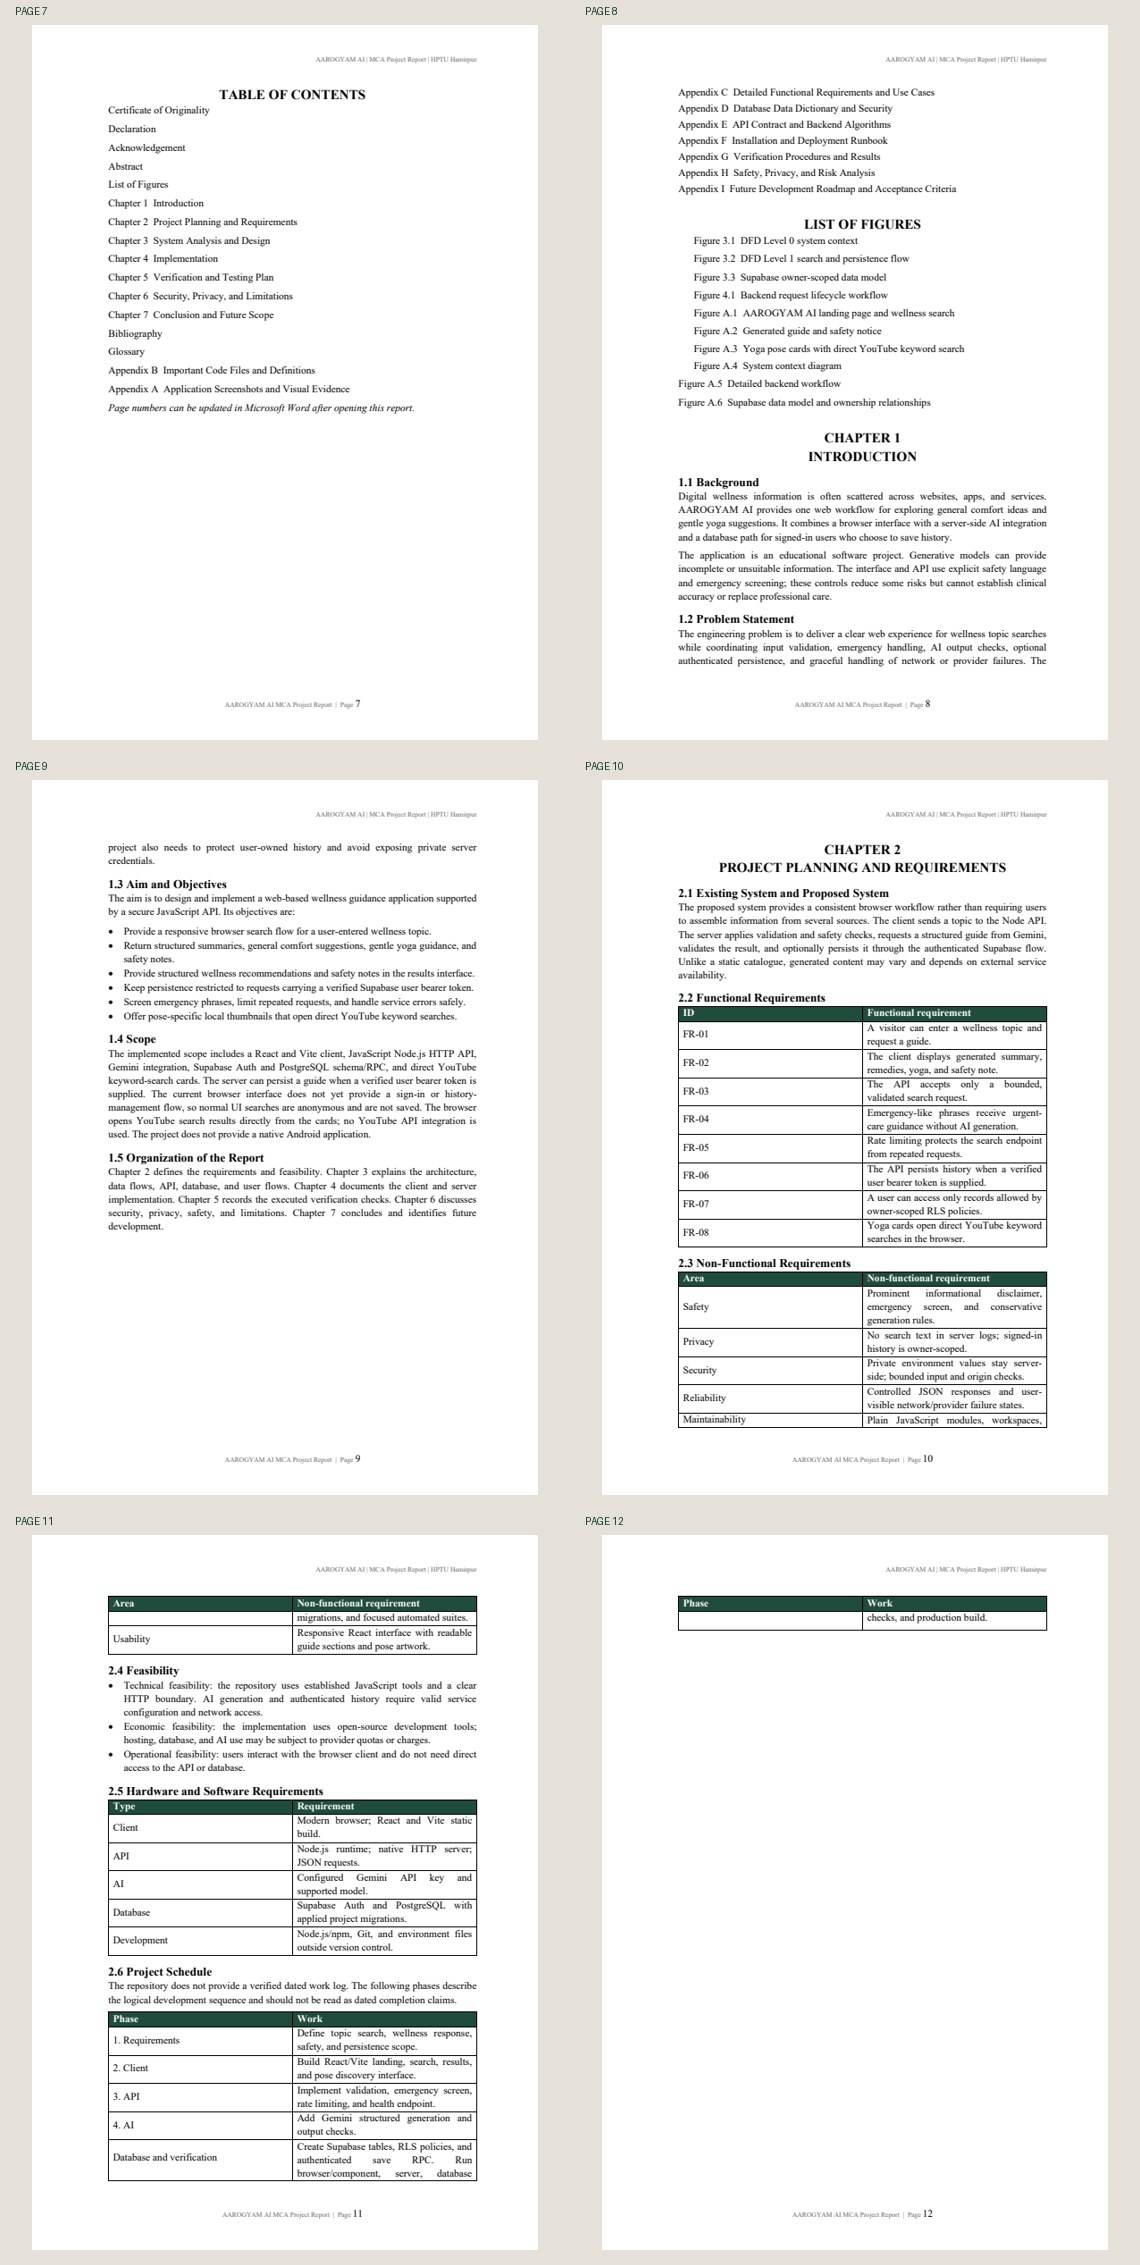 PAGE 7
AAROGYAM AI | MCA Project Report | HPTU Hamirpur
TABLE OF CONTENTS
Certificate of Originality
Declaration
Acknowledgement
Abstract
List of Figures
Chapter 1 Introduction
Chapter 2 Project Planning and Requirements
Chapter 3 System Analysis and Design
Chapter 4 Implementation
Chapter 5 Verification and Testing Plan
Chapter 6 Security, Privacy, and Limitations
Chapter 7 Conclusion and Future Scope
Bibliography
Glossary
Appendix B Important Code Files and Definitions
Appendix A Application Screenshots and Visual Evidence
Page numbers can be updated in Microsoft Word after opening this report.
AAROGYAM AI MCA Project Report | Page 7
PAGE 8
AAROGYAM AI | MCA Project Report | HPTU Hamirpur
Appendix C Detailed Functional Requirements and Use Cases
Appendix D Database Data Dictionary and Security
Appendix E API Contract and Backend Algorithms
Appendix F Installation and Deployment Runbook
Appendix G Verification Procedures and Results
Appendix H Safety, Privacy, and Risk Analysis
Appendix I Future Development Roadmap and Acceptance Criteria
LIST OF FIGURES
Figure 3.1 DFD Level 0 system context
Figure 3.2 DFD Level 1 search and persistence flow
Figure 3.3 Supabase owner-scoped data model
Figure 4.1 Backend request lifecycle workflow
Figure A.1 AAROGYAM AI landing page and wellness search
Figure A.2 Generated guide and safety notice
Figure A.3 Yoga pose cards with direct YouTube keyword search
Figure A.4 System context diagram
Figure A.5 Detailed backend workflow
Figure A.6 Supabase data model and ownership relationships
CHAPTER 1
INTRODUCTION
1.1 Background
Digital wellness information is often scattered across websites, apps, and services.
AAROGYAM AI provides one web workflow for exploring general comfort ideas and
gentle yoga suggestions. It combines a browser interface with a server-side AI integration
and a database path for signed-in users who choose to save history.
The application is an educational software project. Generative models can provide
incomplete or unsuitable information. The interface and API use explicit safety language
and emergency screening; these controls reduce some risks but cannot establish clinical
accuracy or replace professional care.
1.2 Problem Statement
The engineering problem is to deliver a clear web experience for wellness topic searches
while coordinating input validation, emergency handling, AI output checks, optional
authenticated persistence, and graceful handling of network or provider failures. The
AAROGYAM AI MCA Project Report | Page 8
PAGE 9
AAROGYAM AI | MCA Project Report | HPTU Hamirpur
project also needs to protect user-owned history and avoid exposing private server
credentials.
1.3 Aim and Objectives
The aim is to design and implement a web-based wellness guidance application supported
by a secure JavaScript API. Its objectives are:
• Provide a responsive browser search flow for a user-entered wellness topic.
• Return structured summaries, general comfort suggestions, gentle yoga guidance, and
safety notes.
• Provide structured wellness recommendations and safety notes in the results interface.
• Keep persistence restricted to requests carrying a verified Supabase user bearer token.
• Screen emergency phrases, limit repeated requests, and handle service errors safely.
• Offer pose-specific local thumbnails that open direct YouTube keyword searches.
1.4 Scope
The implemented scope includes a React and Vite client, JavaScript Node.js HTTP API,
Gemini integration, Supabase Auth and PostgreSQL schema/RPC, and direct YouTube
keyword-search cards. The server can persist a guide when a verified user bearer token is
supplied. The current browser interface does not yet provide a sign-in or history-
management flow, so normal UI searches are anonymous and are not saved. The browser
opens YouTube search results directly from the cards; no YouTube API integration is
used. The project does not provide a native Android application.
1.5 Organization of the Report
Chapter 2 defines the requirements and feasibility. Chapter 3 explains the architecture,
data flows, API, database, and user flows. Chapter 4 documents the client and server
implementation. Chapter 5 records the executed verification checks. Chapter 6 discusses
security, privacy, safety, and limitations. Chapter 7 concludes and identifies future
development.
AAROGYAM AI MCA Project Report | Page 9
PAGE 10
AAROGYAM AI | MCA Project Report | HPTU Hamirpur
CHAPTER 2
PROJECT PLANNING AND REQUIREMENTS
2.1 Existing System and Proposed System
The proposed system provides a consistent browser workflow rather than requiring users
to assemble information from several sources. The client sends a topic to the Node API.
The server applies validation and safety checks, requests a structured guide from Gemini,
validates the result, and optionally persists it through the authenticated Supabase flow.
Unlike a static catalogue, generated content may vary and depends on external service
availability.
2.2 Functional Requirements
ID Functional requirement
FR-01 A visitor can enter a wellness topic and
request a guide.
FR-02 The client displays generated summary,
remedies, yoga, and safety note.
FR-03 The API accepts only a bounded,
validated search request.
FR-04 Emergency-like phrases receive urgent-
care guidance without AI generation.
FR-05 Rate limiting protects the search endpoint
from repeated requests.
FR-06 The API persists history when a verified
user bearer token is supplied.
FR-07 A user can access only records allowed by
owner-scoped RLS policies.
FR-08 Yoga cards open direct YouTube keyword
searches in the browser.
2.3 Non-Functional Requirements
Area Non-functional requirement
Safety Prominent informational disclaimer,
emergency screen, and conservative
generation rules.
Privacy No search text in server logs; signed-in
history is owner-scoped.
Security Private environment values stay server-
side; bounded input and origin checks.
Reliability Controlled JSON responses and user-
visible network/provider failure states.
Maintainability Plain JavaScript modules, workspaces,
AAROGYAM AI MCA Project Report | Page 10
PAGE 11
AAROGYAM AI | MCA Project Report | HPTU Hamirpur
Area Non-functional requirement
migrations, and focused automated suites.
Usability Responsive React interface with readable
guide sections and pose artwork.
2.4 Feasibility
• Technical feasibility: the repository uses established JavaScript tools and a clear
HTTP boundary. AI generation and authenticated history require valid service
configuration and network access.
• Economic feasibility: the implementation uses open-source development tools;
hosting, database, and AI use may be subject to provider quotas or charges.
• Operational feasibility: users interact with the browser client and do not need direct
access to the API or database.
2.5 Hardware and Software Requirements
Type Requirement
Client Modern browser; React and Vite static
build.
API Node.js runtime; native HTTP server;
JSON requests.
AI Configured Gemini API key and
supported model.
Database Supabase Auth and PostgreSQL with
applied project migrations.
Development Node.js/npm, Git, and environment files
outside version control.
2.6 Project Schedule
The repository does not provide a verified dated work log. The following phases describe
the logical development sequence and should not be read as dated completion claims.
Phase Work
1. Requirements Define topic search, wellness response,
safety, and persistence scope.
2. Client Build React/Vite landing, search, results,
and pose discovery interface.
3. API Implement validation, emergency screen,
rate limiting, and health endpoint.
4. AI Add Gemini structured generation and
output checks.
Database and verification Create Supabase tables, RLS policies, and
authenticated save RPC. Run
browser/component, server, database
AAROGYAM AI MCA Project Report | Page 11
PAGE 12
AAROGYAM AI | MCA Project Report | HPTU Hamirpur
Phase Work
checks, and production build.
AAROGYAM AI MCA Project Report | Page 12